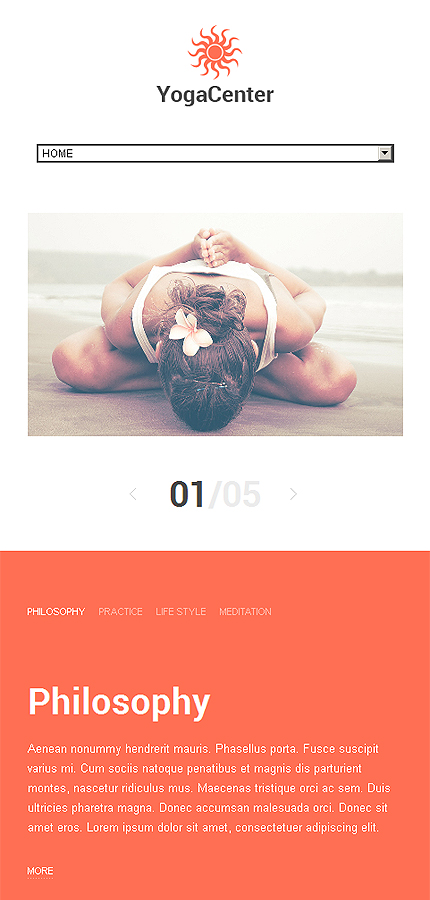 YogaCenter
HOME
01/05
PHILOSOPHY PRACTICE LIFE STYLE MEDITATION
Philosophy
Aenean nonummy hendrerit mauris. Phasellus porta. Fusce suscipit
varius mi. Cum sociis natoque penatibus et magnis dis parturient
montes, nascetur ridiculus mus. Maecenas tristique orci ac sem. Duis
ultricies pharetra magna. Donec accumsan malesuada orci. Donec sit
amet eros. Lorem ipsum dolor sit amet, consectetuer adipiscing elit.
MORE